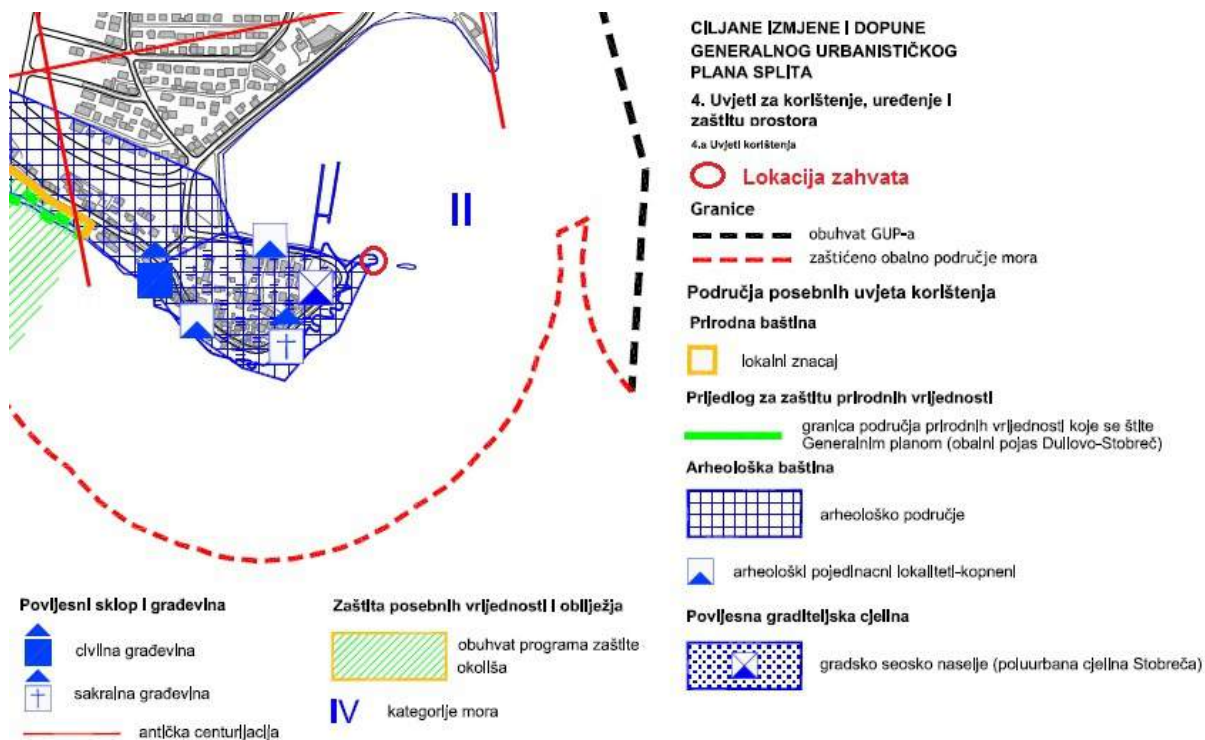 II
CILJANE IZMJENE I DOPUNE
GENERALNOG URBANISTIČKOG
PLANA SPLITA
4. Uvjeti za korištenje, uređenje i
zaštitu prostora
4.a Uvjeti korištenja
Lokacija zahvata
Granice
obuhvat GUP-a
zaštićeno obalno područje mora
Područja posebnih uvjeta korištenja
Prirodna baština
lokalni znacaj
Prijedlog za zaštitu prirodnih vrijednosti
granica područja prirodnih vrijednosti koje se štite
Generalnim planom (obalni pojas Duilovo-Stobreč)
Arheološka baština
arheološko područje
arheološki pojedinacni lokaliteti-kopneni
Povijesna graditeljska cjelina
gradsko seosko naselje (poluurbana cjelina Stobreča)
Povijesni sklop i građevina
civilna građevina
sakralna građevina
antička centurijacija
Zaštita posebnih vrijednosti i obilježja
obuhvat programa zaštite
okoliša
IV kategorije mora